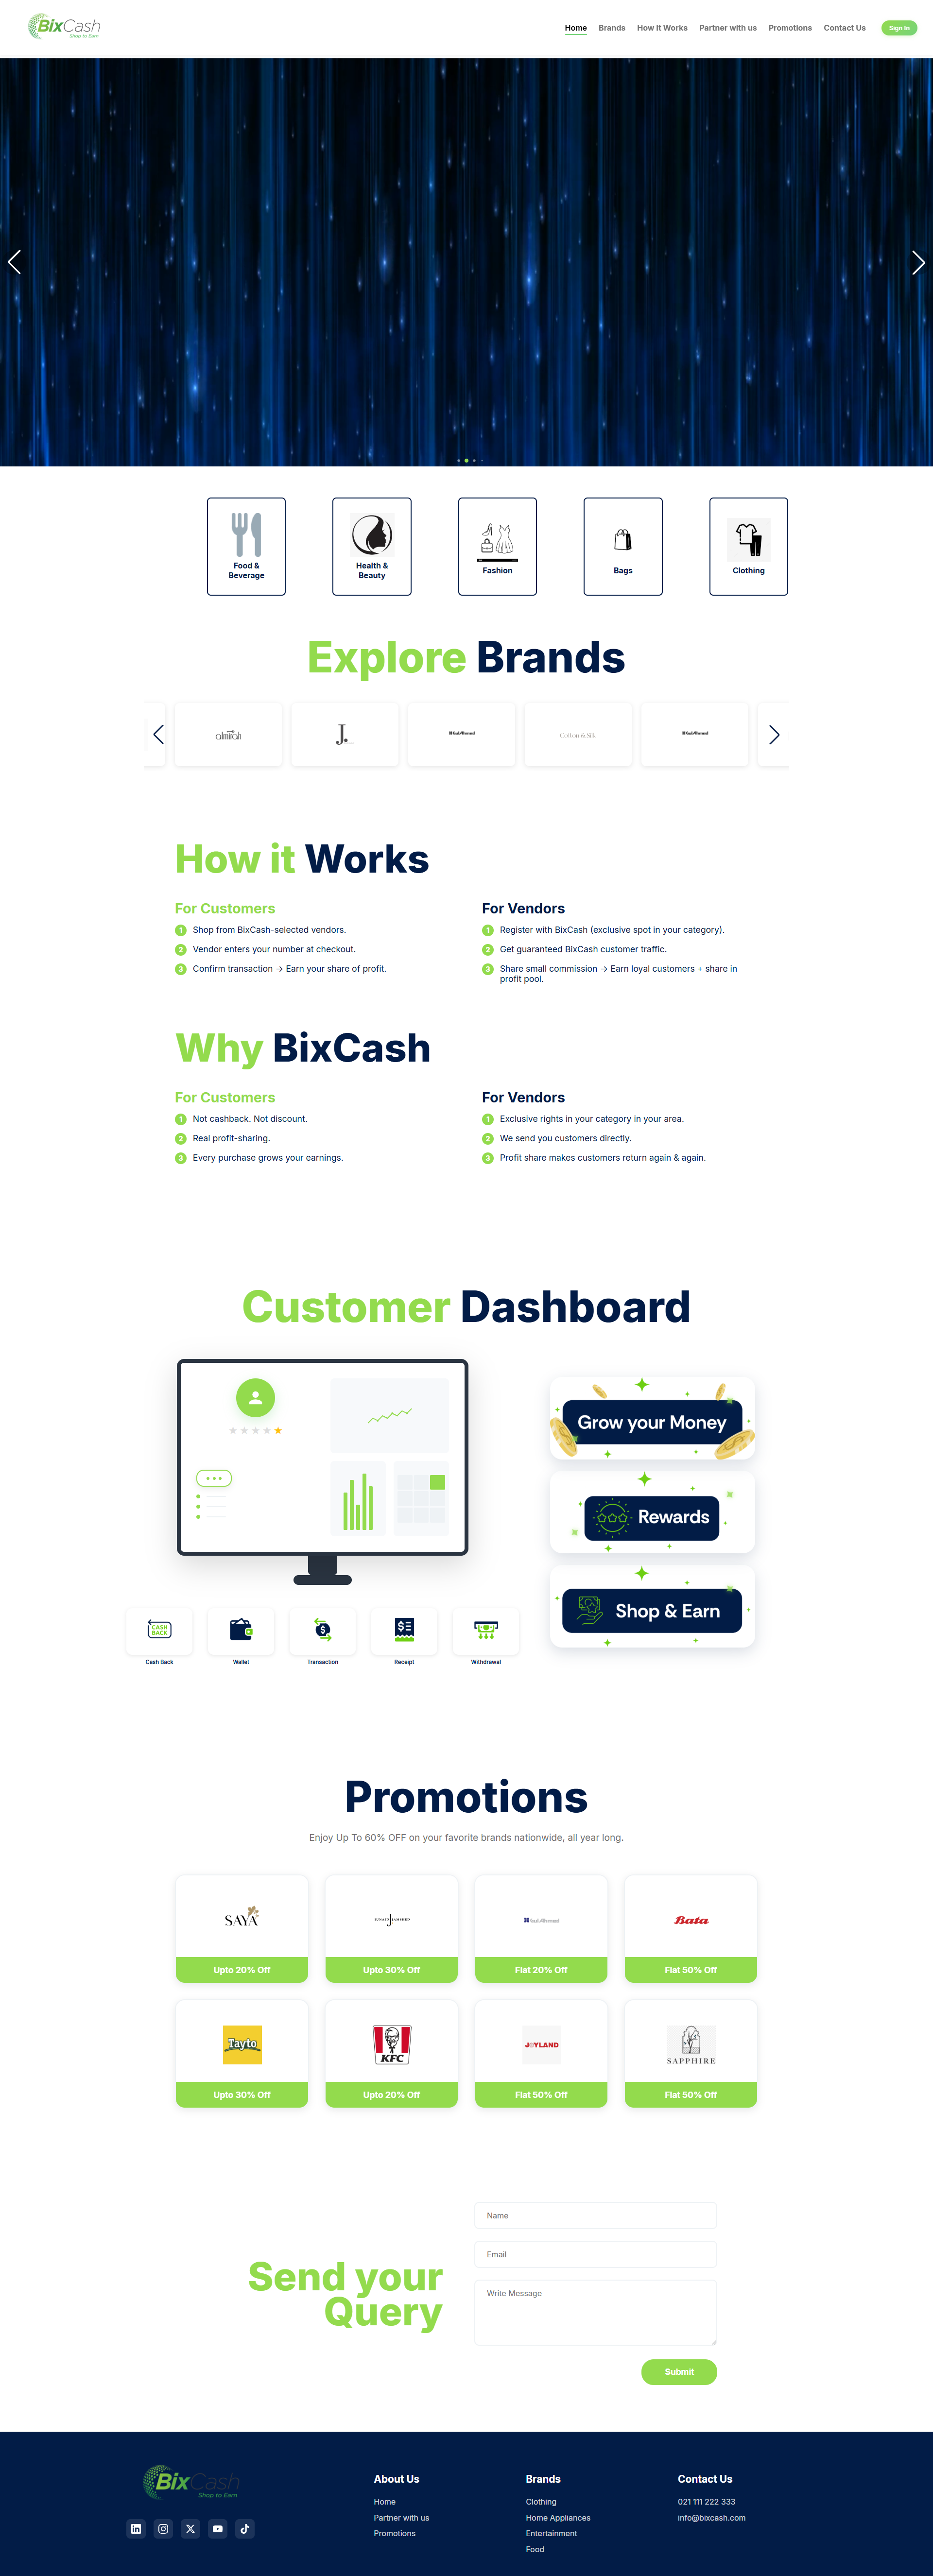 BixCash
Shop to Earn
Home
Brands
How It Works
Partner with us
Promotions
Contact Us
Sign In
Food &
Beverage
Health &
Beauty
Fashion
Bags
Clothing
Explore Brands
almirah
J.
Cotton & Silk
How it Works
For Customers
1 Shop from BixCash-selected vendors.
2 Vendor enters your number at checkout.
3 Confirm transaction → Earn your share of profit.
For Vendors
1 Register with BixCash (exclusive spot in your category).
2 Get guaranteed BixCash customer traffic.
3 Share small commission → Earn loyal customers + share in
profit pool.
Why BixCash
For Customers
1 Not cashback. Not discount.
2 Real profit-sharing.
3 Every purchase grows your earnings.
For Vendors
1 Exclusive rights in your category in your area.
2 We send you customers directly.
3 Profit share makes customers return again & again.
Customer Dashboard
Grow your Money
Rewards
Shop & Earn
CASH
BACK
Cash Back
Wallet
Transaction
Receipt
Withdrawal
Promotions
Enjoy Up To 60% OFF on your favorite brands nationwide, all year long.
SAYA
Upto 20% Off
JUNAID JAMSHED
Upto 30% Off
Flat 20% Off
Bata
Flat 50% Off
Tayto
Upto 30% Off
KFC
Upto 20% Off
JOYLAND
Flat 50% Off
SAPPHIRE
Flat 50% Off
Send your
Query
Name
Email
Write Message
Submit
BixCash
Shop to Earn
About Us
Home
Partner with us
Promotions
Brands
Clothing
Home Appliances
Entertainment
Food
Contact Us
021 111 222 333
info@bixcash.com